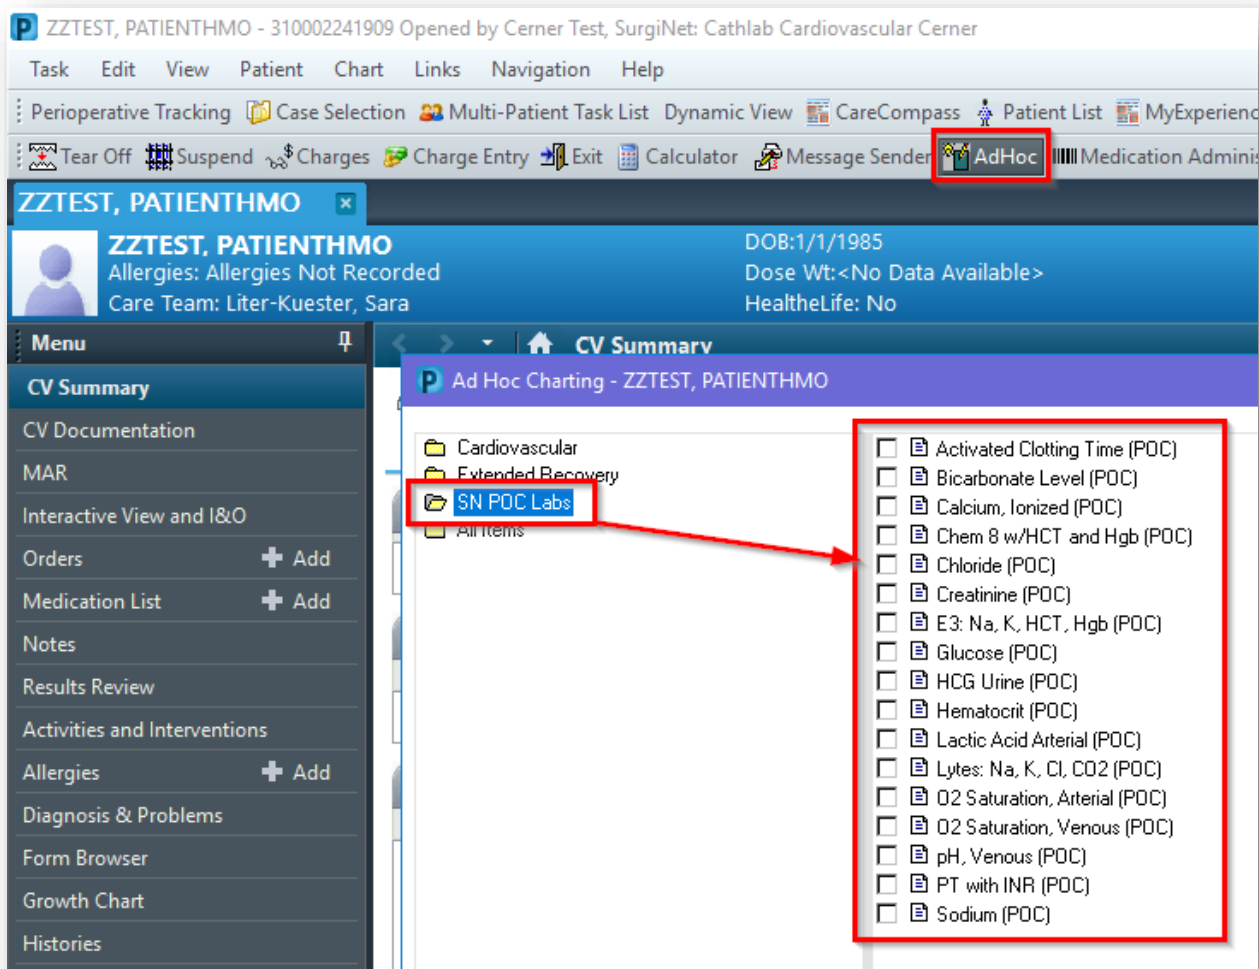 ZZTEST, PATIENTHMO - 310002241909 Opened by Cerner Test, SurgiNet: Cathlab Cardiovascular Cerner
Task Edit View Patient Chart Links Navigation Help
Perioperative Tracking Case Selection Multi-Patient Task List Dynamic View CareCompass Patient List MyExperienc
Tear Off Suspend Charges Charge Entry Exit Calculator Message Sender AdHoc Medication Adminis
ZZTEST, PATIENTHMO
ZZTEST, PATIENTHMO DOB:1/1/1985
Allergies: Allergies Not Recorded Dose Wt:<No Data Available>
Care Team: Liter-Kuester, Sara HealtheLife: No
Menu CV Summary
CV Summary
CV Documentation
MAR
Interactive View and I&O
Orders Add
Medication List Add
Notes
Results Review
Activities and Interventions
Allergies Add
Diagnosis & Problems
Form Browser
Growth Chart
Histories
Ad Hoc Charting - ZZTEST, PATIENTHMO
Cardiovascular
Extended Recovery
SN POC Labs
All Items
Activated Clotting Time (POC)
Bicarbonate Level (POC)
Calcium, Ionized (POC)
Chem 8 w/HCT and Hgb (POC)
Chloride (POC)
Creatinine (POC)
E3: Na, K, HCT, Hgb (POC)
Glucose (POC)
HCG Urine (POC)
Hematocrit (POC)
Lactic Acid Arterial (POC)
Lytes: Na, K, Cl, CO2 (POC)
O2 Saturation, Arterial (POC)
O2 Saturation, Venous (POC)
pH, Venous (POC)
PT with INR (POC)
Sodium (POC)